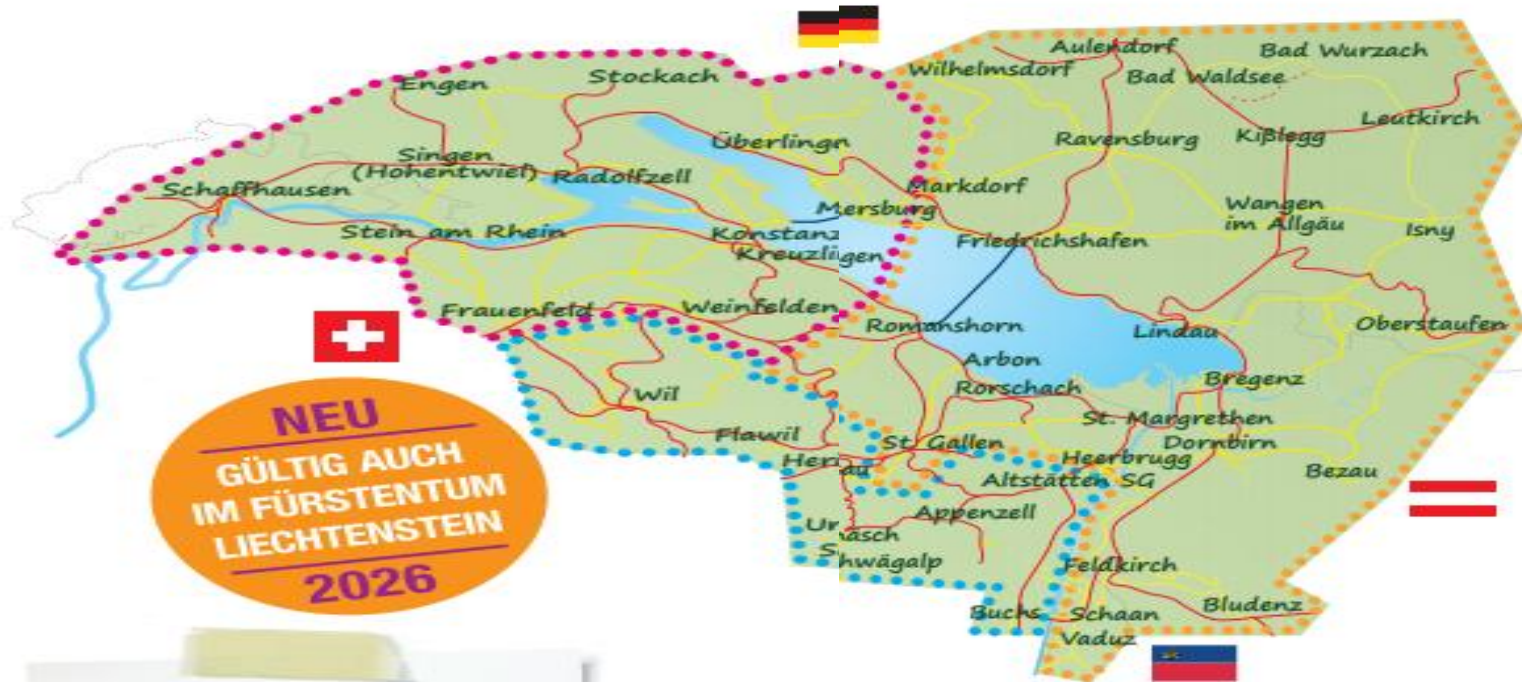 Aulendorf
Bad Wurzach
Wilhelmsdorf
Bad Waldsee
Engen
Stockach
Leutkirch
Überlingn
Ravensburg
Kißlegg
Singen
(Hohentwiel)
Radolfzell
Schaffhausen
Markdorf
Mersburg
Wangen
im Allgäu
Stein am Rhein
Konstanz
Kreuzlingen
Friedrichshafen
Isny
Frauenfeld
Weinfelden
Romanshorn
Lindau
Oberstaufen
Arbon
Rorschach
Bregenz
Wil
St. Margrethen
Flawil
St. Gallen
Dornbirn
Heerbrugg
Herisau
Altstätten SG
Bezau
Appenzell
Urnäsch
Schwägalp
Feldkirch
Buchs
Schaan
Bludenz
Vaduz
NEU
GÜLTIG AUCH
IM FÜRSTENTUM
LIECHTENSTEIN
2026